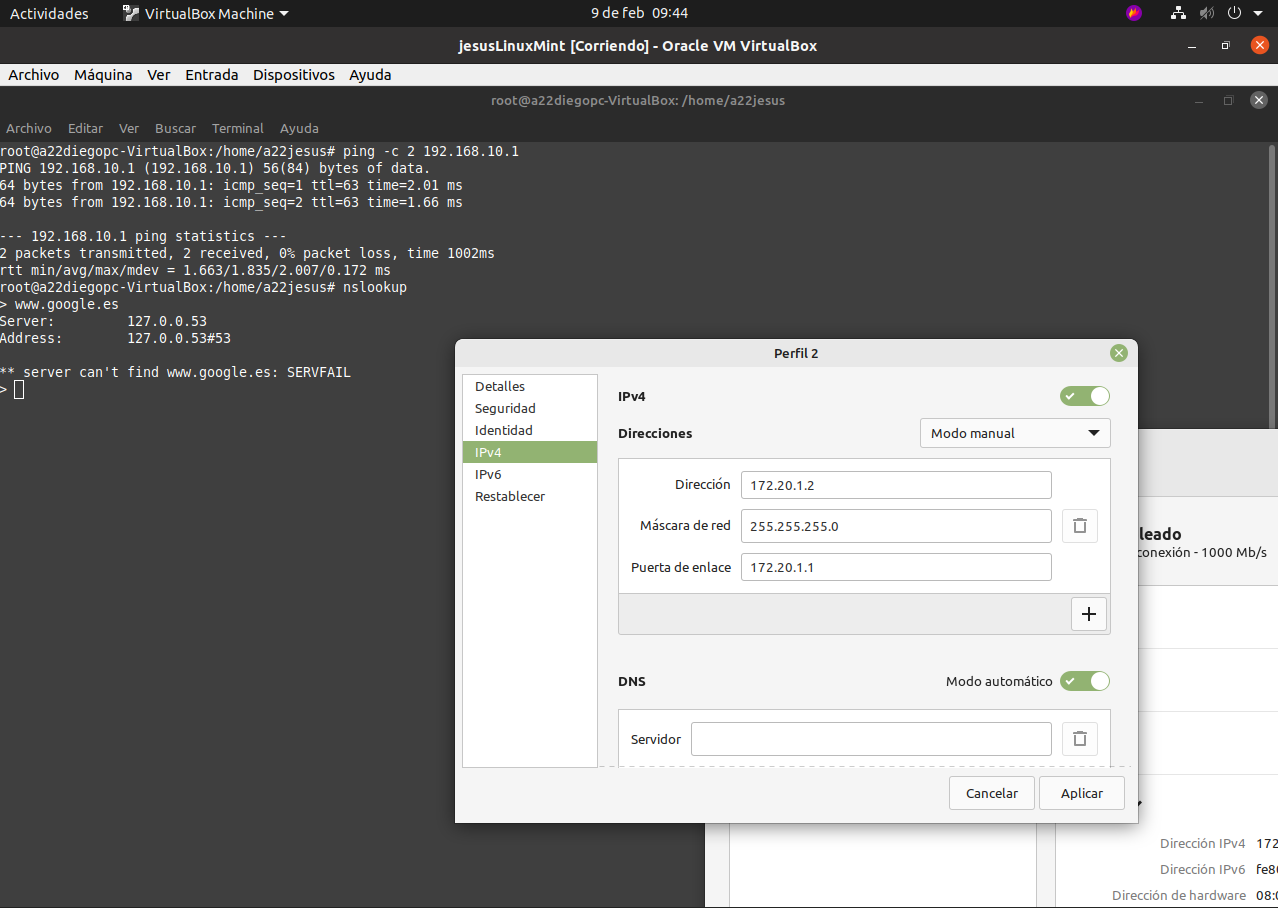 Actividades
VirtualBox Machine
9 de feb 09:44
jesusLinuxMint [Corriendo] - Oracle VM VirtualBox
Archivo Máquina Ver Entrada Dispositivos Ayuda
root@a22diegopc-VirtualBox: /home/a22jesus
Archivo Editar Ver Buscar Terminal Ayuda
root@a22diegopc-VirtualBox:/home/a22jesus# ping -c 2 192.168.10.1
PING 192.168.10.1 (192.168.10.1) 56(84) bytes of data.
64 bytes from 192.168.10.1: icmp_seq=1 ttl=63 time=2.01 ms
64 bytes from 192.168.10.1: icmp_seq=2 ttl=63 time=1.66 ms
--- 192.168.10.1 ping statistics ---
2 packets transmitted, 2 received, 0% packet loss, time 1002ms
rtt min/avg/max/mdev = 1.663/1.835/2.007/0.172 ms
root@a22diegopc-VirtualBox:/home/a22jesus# nslookup
> www.google.es
Server: 127.0.0.53
Address: 127.0.0.53#53
** server can't find www.google.es: SERVFAIL
>
Perfil 2
Detalles
Seguridad
Identidad
IPv4
IPv6
Restablecer
IPv4
Direcciones
Modo manual
Dirección 172.20.1.2
Máscara de red 255.255.255.0
Puerta de enlace 172.20.1.1
+
DNS
Modo automático
Servidor
Cancelar Aplicar
leado
conexión - 1000 Mb/s
Dirección IPv4 172
Dirección IPv6 fe80
Dirección de hardware 08:0